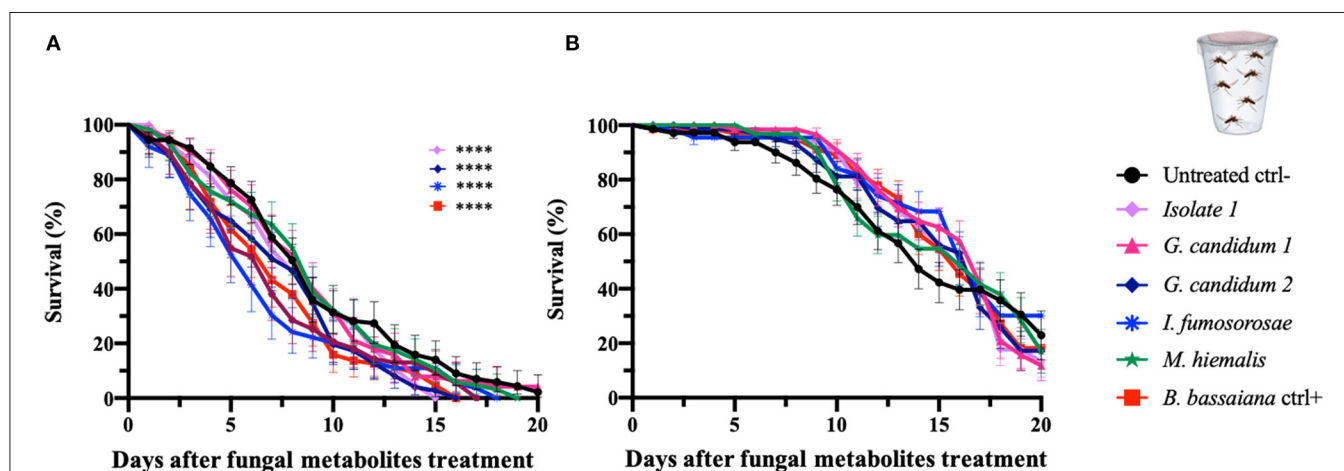 A
B
****
****
****
****
Survival (%)
100
80
60
40
20
0
0 5 10 15 20
Days after fungal metabolites treatment
Survival (%)
100
80
60
40
20
0
0 5 10 15 20
Days after fungal metabolites treatment
Untreated ctrl-
Isolate 1
G. candidum 1
G. candidum 2
I. fumosorosae
M. hiemalis
B. bassaiana ctrl+